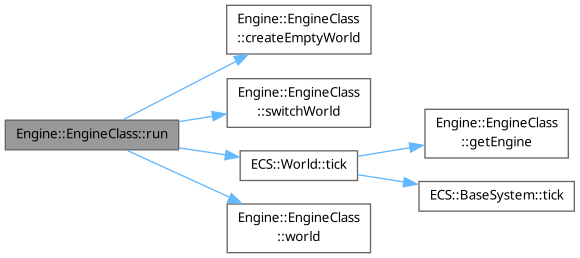 Engine::EngineClass::run
Engine::EngineClass
::createEmptyWorld
Engine::EngineClass
::switchWorld
ECS::World::tick
Engine::EngineClass
::world
Engine::EngineClass
::getEngine
ECS::BaseSystem::tick